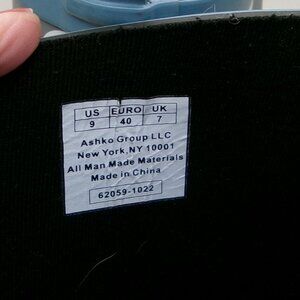 US EURO UK
9 40 7
Ashko Group LLC
New York, NY 10001
All Man Made Materials
Made in China
62059-1022